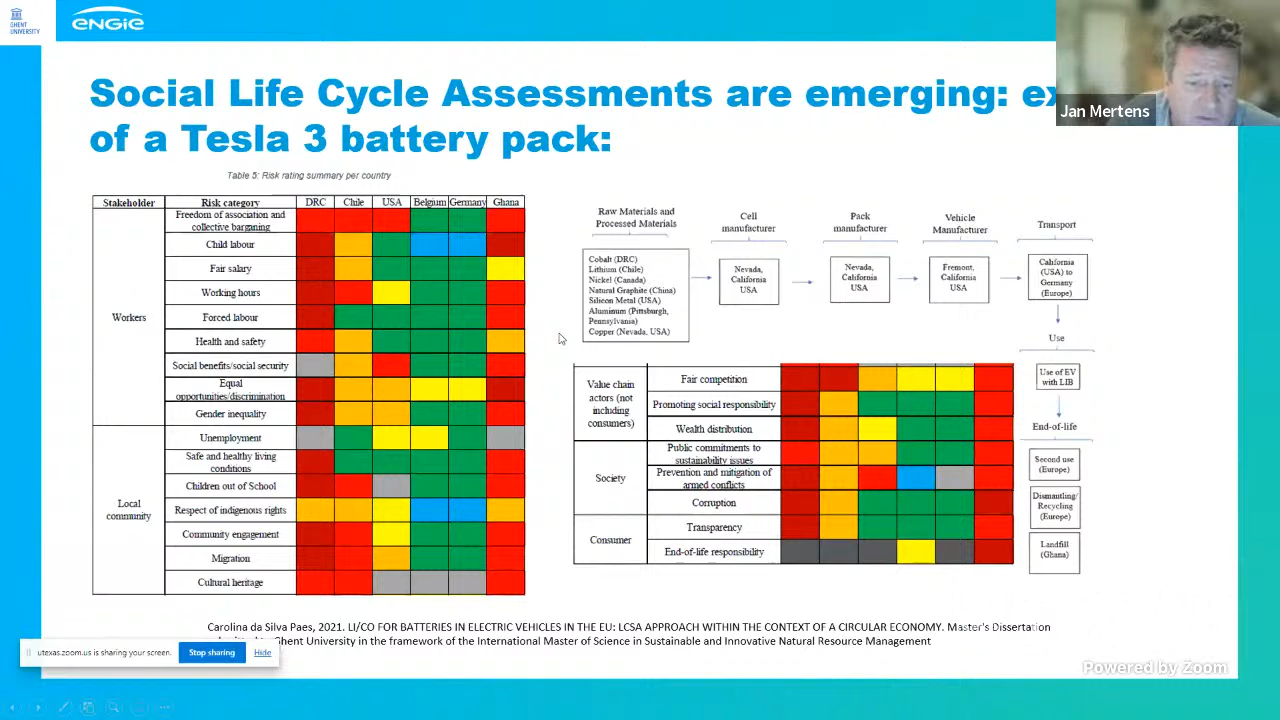 GHENT
UNIVERSITY
ENGIE
Social Life Cycle Assessments are emerging: ex
of a Tesla 3 battery pack:
Jan Mertens
Table 5: Risk rating summary per country
Stakeholder Risk category DRC Chile USA Belgium Germany Ghana
Workers
Freedom of association and
collective barganing
Child labour
Fair salary
Working hours
Forced labour
Health and safety
Social benefits/social security
Equal
opportunities/discrimination
Gender inequality
Local
community
Unemployment
Safe and healthy living
conditions
Children out of School
Respect of indigenous rights
Community engagement
Migration
Cultural heritage
Raw Materials and
Processed Materials
Cobalt (DRC)
Lithium (Chile)
Nickel (Canada)
Natural Graphite (China)
Silicon Metal (USA)
Aluminum (Pittsburgh,
Pennsylvania)
Copper (Nevada, USA)
Cell
manufacturer
Nevada,
California
USA
Pack
manufacturer
Nevada,
California
USA
Vehicle
Manufacturer
Fremont,
California
USA
Transport
California
(USA) to
Germany
(Europe)
Use
Use of EV
with LIB
End-of-life
Second use
(Europe)
Dismantling/
Recycling
(Europe)
Landfill
(Ghana)
Value chain
actors (not
including
consumers)
Fair competition
Promoting social responsibility
Wealth distribution
Society
Public commitments to
sustainability issues
Prevention and mitigation of
armed conflicts
Corruption
Consumer
Transparency
End-of-life responsibility
Carolina da Silva Paes, 2021. LI/CO FOR BATTERIES IN ELECTRIC VEHICLES IN THE EU: LCSA APPROACH WITHIN THE CONTEXT OF A CIRCULAR ECONOMY. Master's Dissertation
Ghent University in the framework of the International Master of Science in Sustainable and Innovative Natural Resource Management
utexas.zoom.us is sharing your screen. Stop sharing Hide
Powered by Zoom